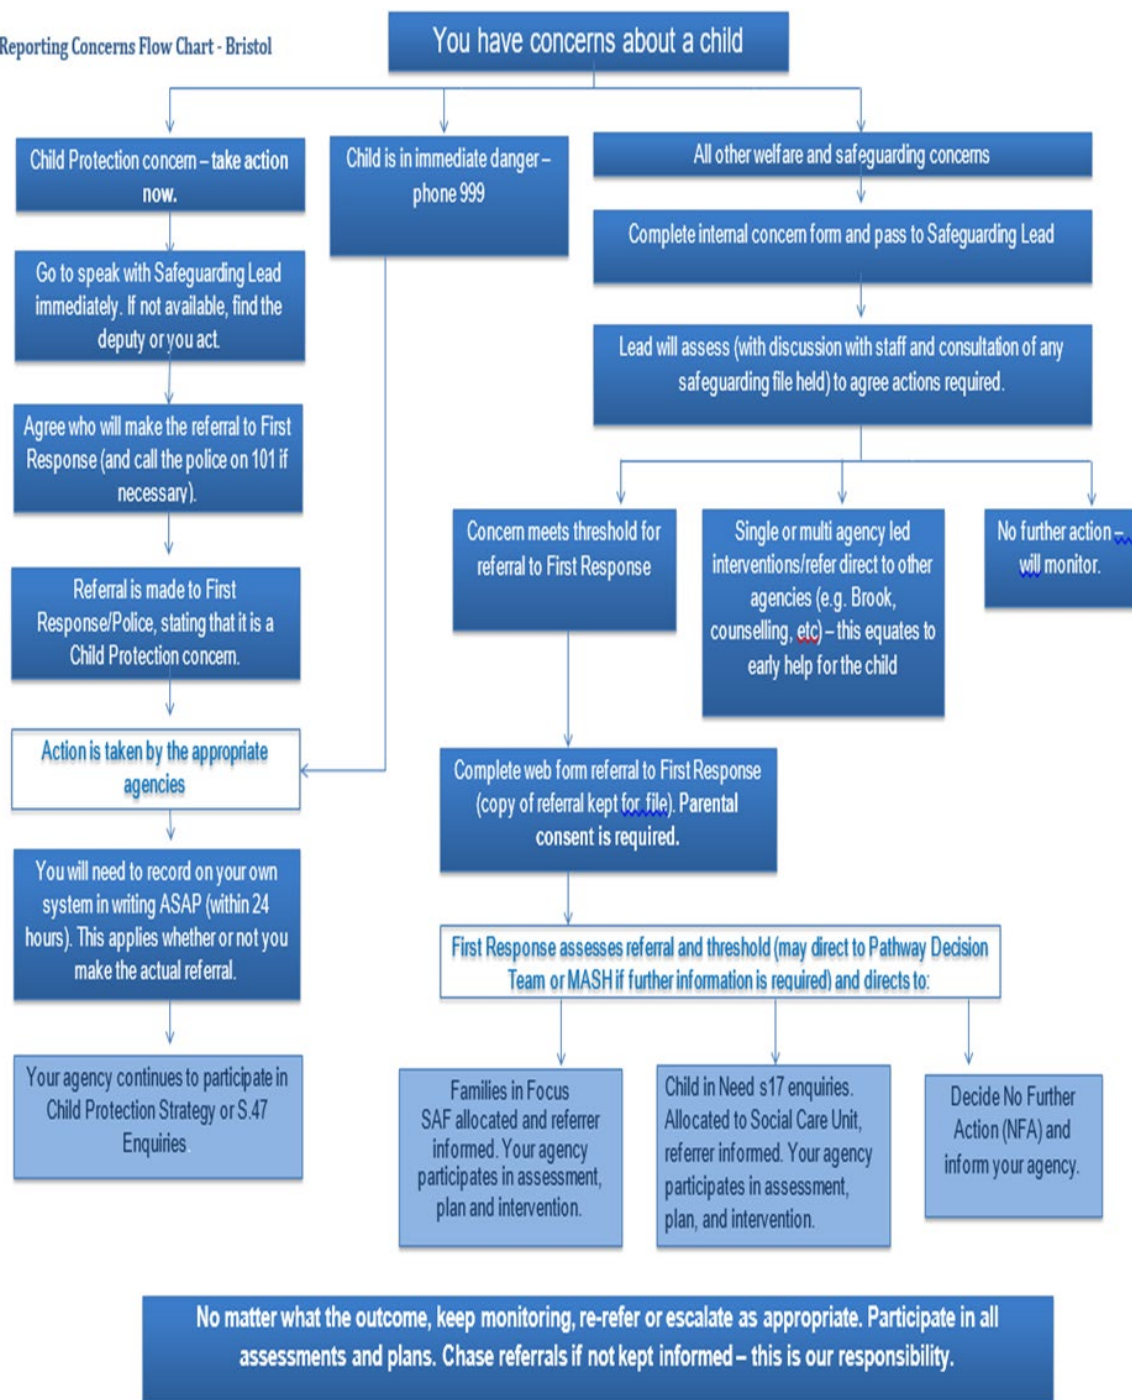 Reporting Concerns Flow Chart - Bristol
You have concerns about a child
Child Protection concern – take action
now.
Go to speak with Safeguarding Lead
immediately. If not available, find the
deputy or you act.
Agree who will make the referral to First
Response (and call the police on 101 if
necessary).
Referral is made to First
Response/Police, stating that it is a
Child Protection concern.
Action is taken by the appropriate
agencies
You will need to record on your own
system in writing ASAP (within 24
hours). This applies whether or not you
make the actual referral.
Your agency continues to participate in
Child Protection Strategy or S.47
Enquiries.
Child is in immediate danger –
phone 999
All other welfare and safeguarding concerns
Complete internal concern form and pass to Safeguarding Lead
Lead will assess (with discussion with staff and consultation of any
safeguarding file held) to agree actions required.
Concern meets threshold for
referral to First Response
Single or multi agency led
interventions/refer direct to other
agencies (e.g. Brook,
counselling, etc) – this equates to
early help for the child
No further action –
will monitor.
Complete web form referral to First Response
(copy of referral kept for file). Parental
consent is required.
First Response assesses referral and threshold (may direct to Pathway Decision
Team or MASH if further information is required) and directs to:
Families in Focus
SAF allocated and referrer
informed. Your agency
participates in assessment,
plan and intervention.
Child in Need s17 enquiries.
Allocated to Social Care Unit,
referrer informed. Your agency
participates in assessment,
plan, and intervention.
Decide No Further
Action (NFA) and
inform your agency.
No matter what the outcome, keep monitoring, re-refer or escalate as appropriate. Participate in all
assessments and plans. Chase referrals if not kept informed – this is our responsibility.